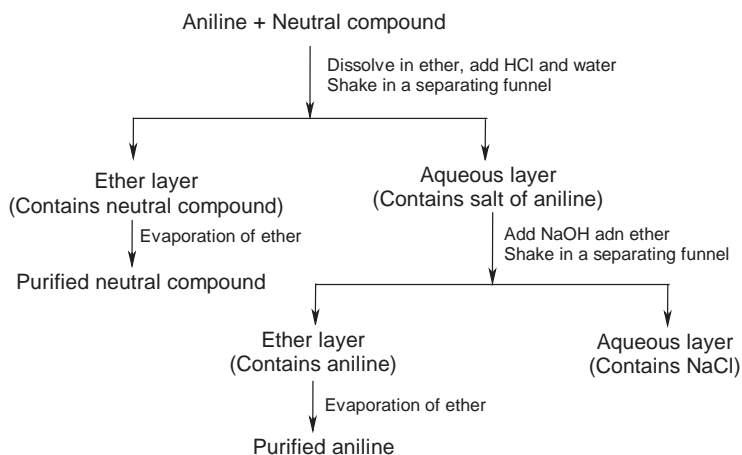 Aniline + Neutral compound
Dissolve in ether, add HCl and water
Shake in a separating funnel
Ether layer
(Contains neutral compound)
Aqueous layer
(Contains salt of aniline)
Evaporation of ether
Add NaOH adn ether
Shake in a separating funnel
Purified neutral compound
Ether layer
(Contains aniline)
Aqueous layer
(Contains NaCl)
Evaporation of ether
Purified aniline